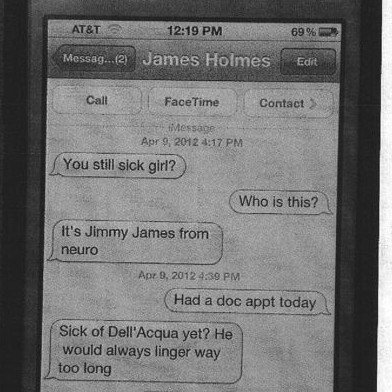 AT&T 12:19 PM 69%
Messag...(2) James Holmes Edit
Call FaceTime Contact
iMessage
Apr 9, 2012 4:17 PM
You still sick girl?
Who is this?
It's Jimmy James from
neuro
Apr 9, 2012 4:39 PM
Had a doc appt today
Sick of Dell'Acqua yet? He
would always linger way
too long